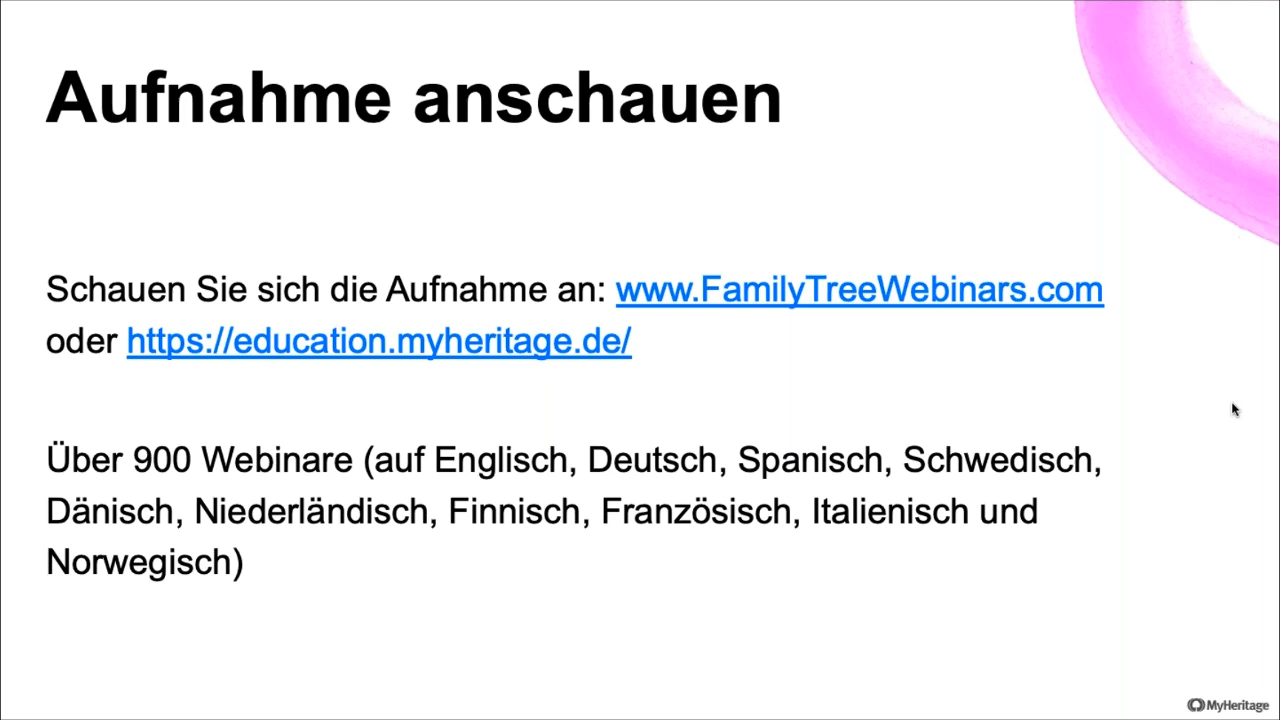 Aufnahme anschauen
Schauen Sie sich die Aufnahme an: www.FamilyTreeWebinars.com
oder https://education.myheritage.de/
Über 900 Webinare (auf Englisch, Deutsch, Spanisch, Schwedisch,
Dänisch, Niederländisch, Finnisch, Französisch, Italienisch und
Norwegisch)
MyHeritage